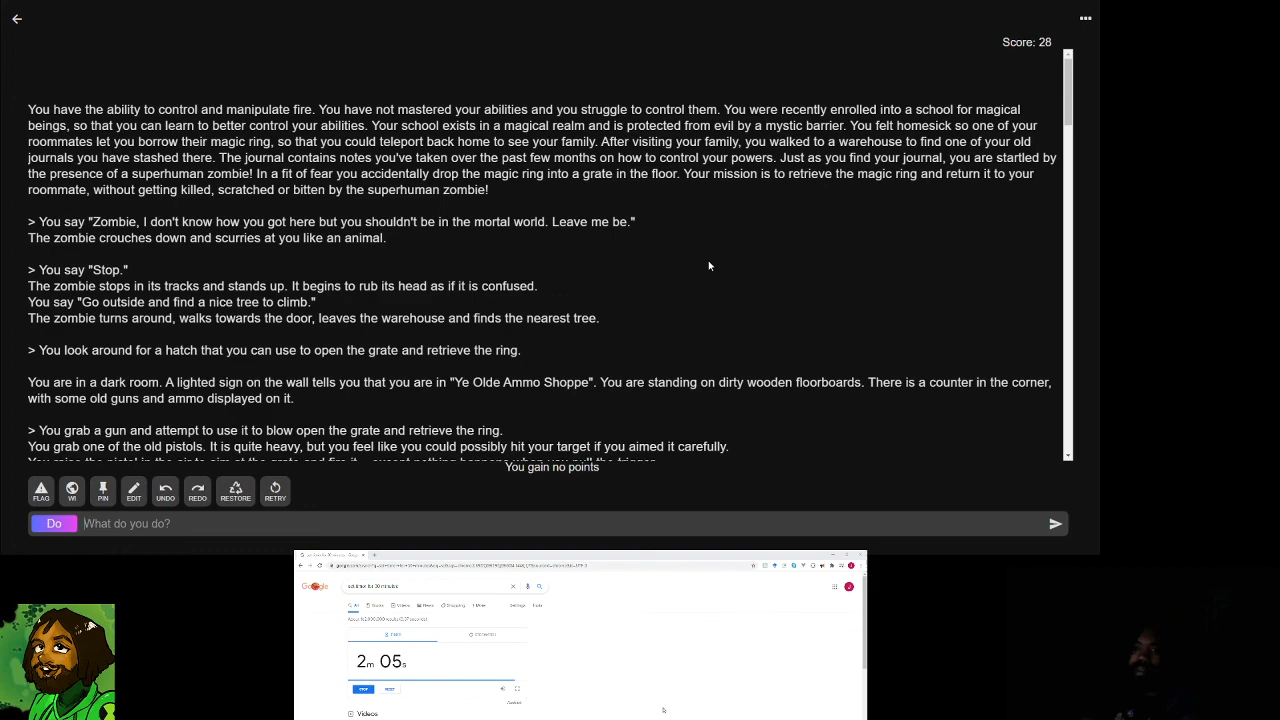 Score: 28
You have the ability to control and manipulate fire. You have not mastered your abilities and you struggle to control them. You were recently enrolled into a school for magical
beings, so that you can learn to better control your abilities. Your school exists in a magical realm and is protected from evil by a mystic barrier. You felt homesick so one of your
roommates let you borrow their magic ring, so that you could teleport back home to see your family. After visiting your family, you walked to a warehouse to find one of your old
journals you have stashed there. The journal contains notes you've taken over the past few months on how to control your powers. Just as you find your journal, you are startled by
the presence of a superhuman zombie! In a fit of fear you accidentally drop the magic ring into a grate in the floor. Your mission is to retrieve the magic ring and return it to your
roommate, without getting killed, scratched or bitten by the superhuman zombie!
> You say "Zombie, I don't know how you got here but you shouldn't be in the mortal world. Leave me be."
The zombie crouches down and scurries at you like an animal.
> You say "Stop."
The zombie stops in its tracks and stands up. It begins to rub its head as if it is confused.
You say "Go outside and find a nice tree to climb."
The zombie turns around, walks towards the door, leaves the warehouse and finds the nearest tree.
> You look around for a hatch that you can use to open the grate and retrieve the ring.
You are in a dark room. A lighted sign on the wall tells you that you are in "Ye Olde Ammo Shoppe". You are standing on dirty wooden floorboards. There is a counter in the corner,
with some old guns and ammo displayed on it.
> You grab a gun and attempt to use it to blow open the grate and retrieve the ring.
You grab one of the old pistols. It is quite heavy, but you feel like you could possibly hit your target if you aimed it carefully.
You gain no points
FLAG WI PIN EDIT UNDO REDO RESTORE RETRY
Do What do you do?
set timer for 30 minutes
All Books Videos News Shopping More Settings Tools
2m 05s
STOP RESET
Videos